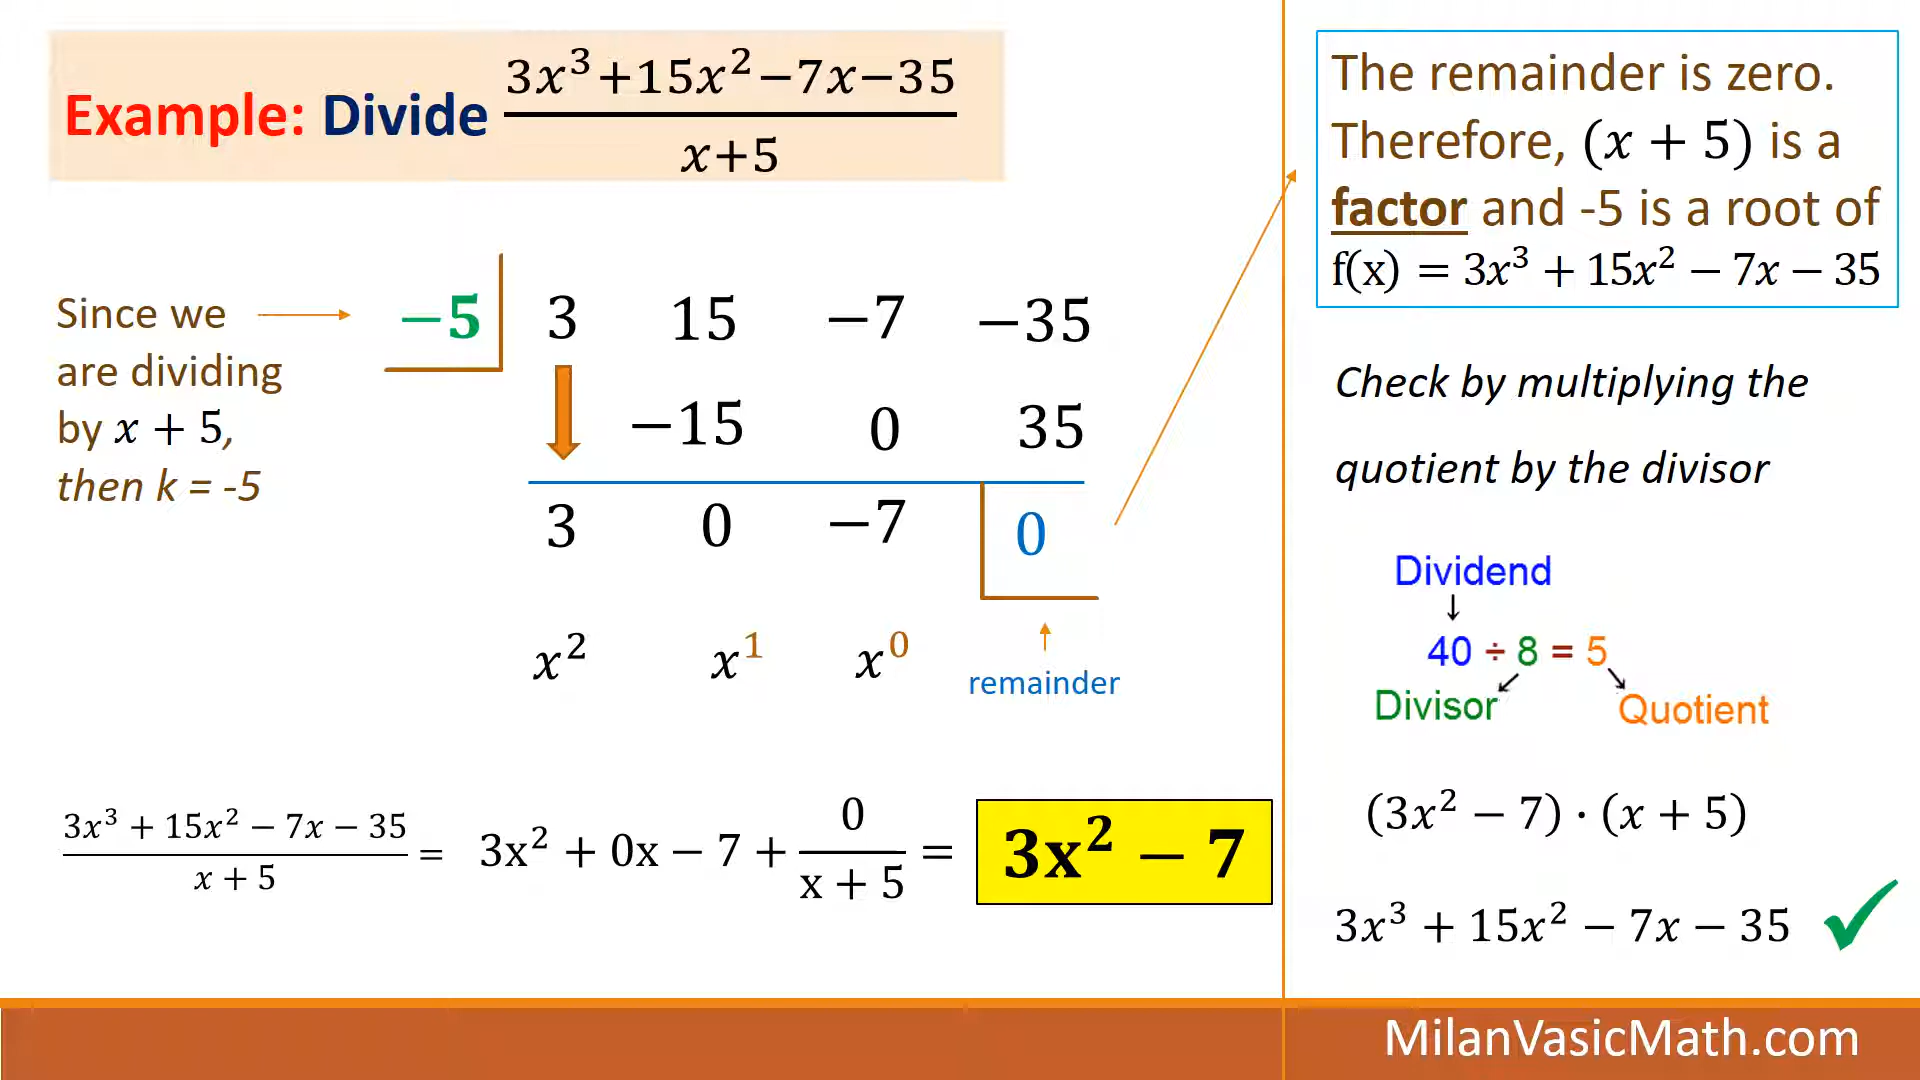 Example: Divide (3x³+15x²−7x−35)/(x+5)
Since we
are dividing
by x + 5,
then k = -5
−5 3 15 −7 −35
−15 0 35
3 0 −7 0
x² x¹ x⁰
remainder
(3x³ + 15x² − 7x − 35)/(x + 5) = 3x² + 0x − 7 + 0/(x + 5) = 3x² − 7
The remainder is zero.
Therefore, (x + 5) is a
factor and -5 is a root of
f(x) = 3x³ + 15x² − 7x − 35
Check by multiplying the
quotient by the divisor
Dividend
40 ÷ 8 = 5
Divisor Quotient
(3x² − 7) · (x + 5)
3x³ + 15x² − 7x − 35
MilanVasicMath.com